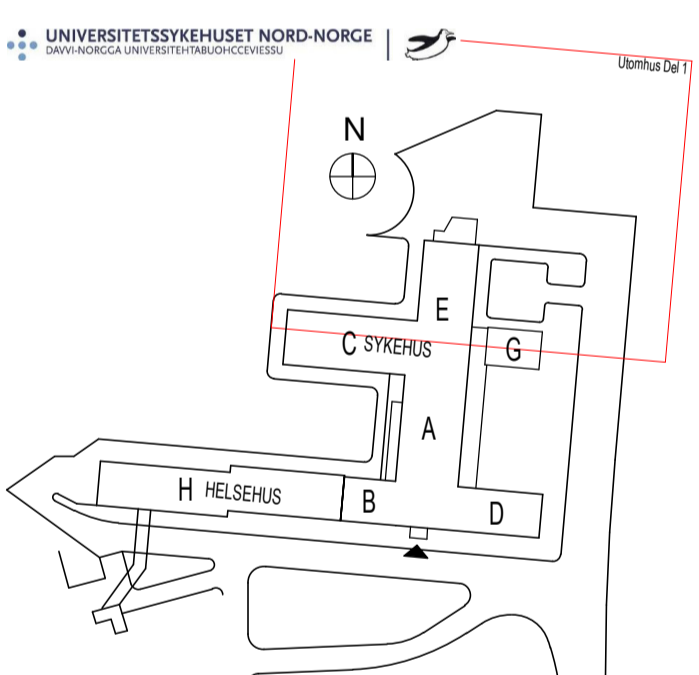 UNIVERSITETSSYKEHUSET NORD-NORGE
DAVVI-NORGGA UNIVERSITEHTABUOHCCEVIESSU
Utomhus Del 1
N
E
C SYKEHUS
G
A
H HELSEHUS
B
D